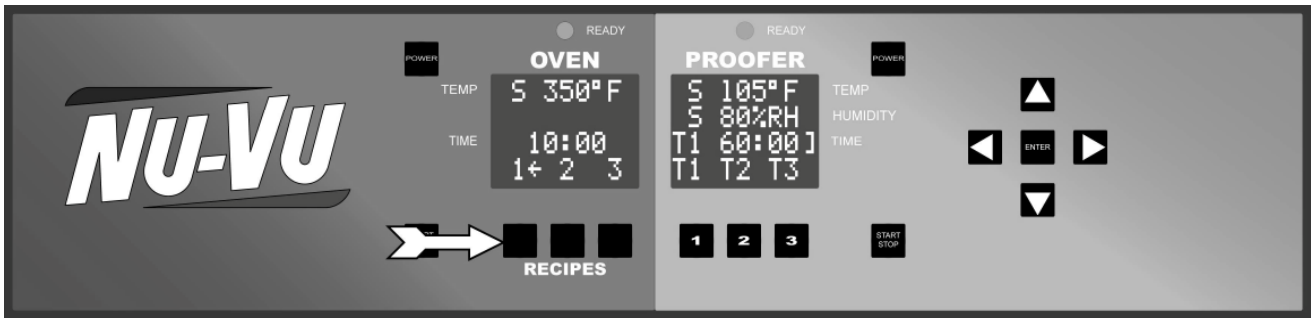 READY
POWER
OVEN
TEMP
S 350°F
TIME
10:00
1← 2 3
RECIPES
NU-VU
READY
PROOFER
POWER
S 105°F
TEMP
S 80%RH
HUMIDITY
T1 60:00]
TIME
T1 T2 T3
1 2 3
START
STOP
ENTER